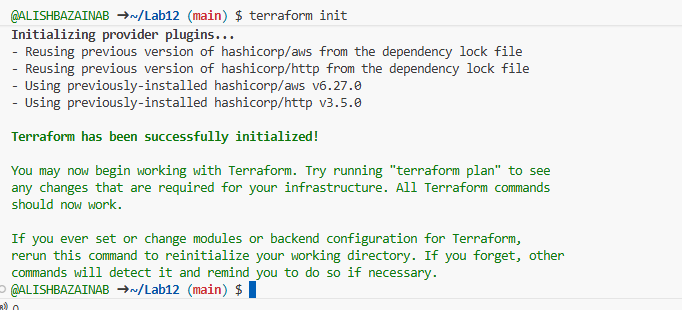 @ALISHBAZAINAB ➜~/Lab12 (main) $ terraform init
Initializing provider plugins...
- Reusing previous version of hashicorp/aws from the dependency lock file
- Reusing previous version of hashicorp/http from the dependency lock file
- Using previously-installed hashicorp/aws v6.27.0
- Using previously-installed hashicorp/http v3.5.0
Terraform has been successfully initialized!
You may now begin working with Terraform. Try running "terraform plan" to see
any changes that are required for your infrastructure. All Terraform commands
should now work.
If you ever set or change modules or backend configuration for Terraform,
rerun this command to reinitialize your working directory. If you forget, other
commands will detect it and remind you to do so if necessary.
@ALISHBAZAINAB ➜~/Lab12 (main) $